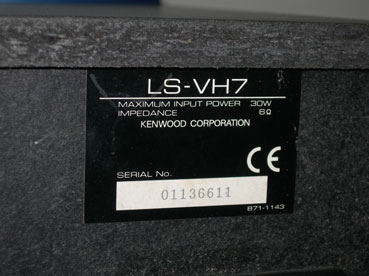 LS-VH7
MAXIMUM INPUT POWER 30W
IMPEDANCE 6Ω
KENWOOD CORPORATION
CE
SERIAL No.
01136611
B71-1143